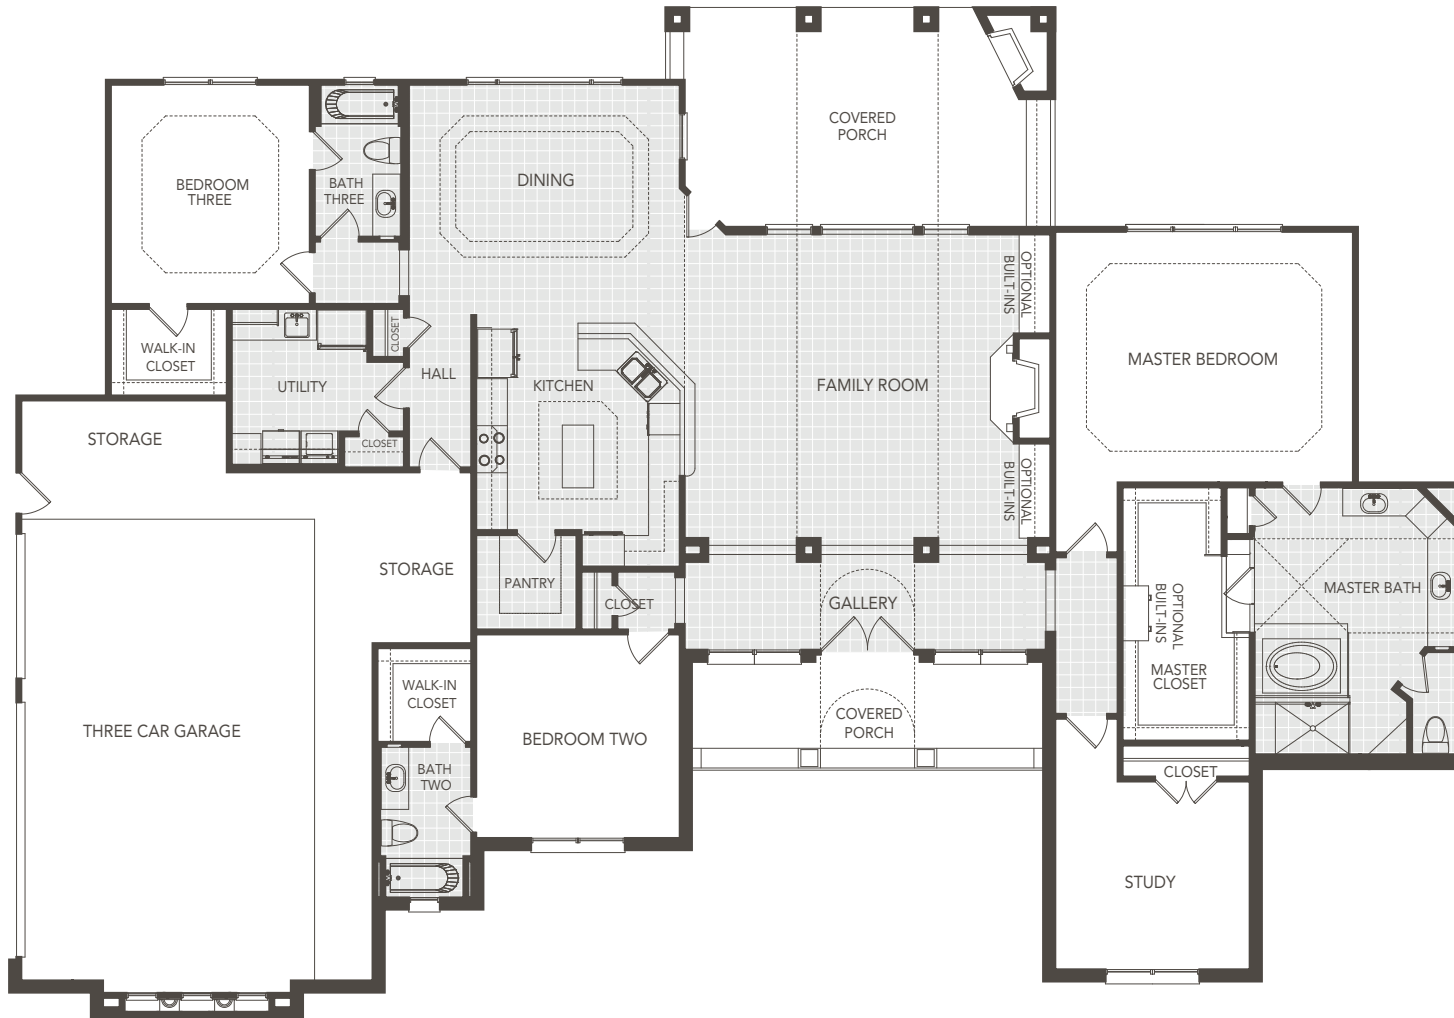 COVERED
PORCH
BEDROOM
THREE
BATH
THREE
DINING
OPTIONAL
BUILT-INS
CLOSET
WALK-IN
CLOSET
UTILITY
HALL
KITCHEN
FAMILY ROOM
MASTER BEDROOM
STORAGE
CLOSET
OPTIONAL
BUILT-INS
STORAGE
PANTRY
CLOSET
GALLERY
OPTIONAL
BUILT-INS
MASTER BATH
MASTER
CLOSET
WALK-IN
CLOSET
COVERED
PORCH
THREE CAR GARAGE
BEDROOM TWO
BATH
TWO
CLOSET
STUDY